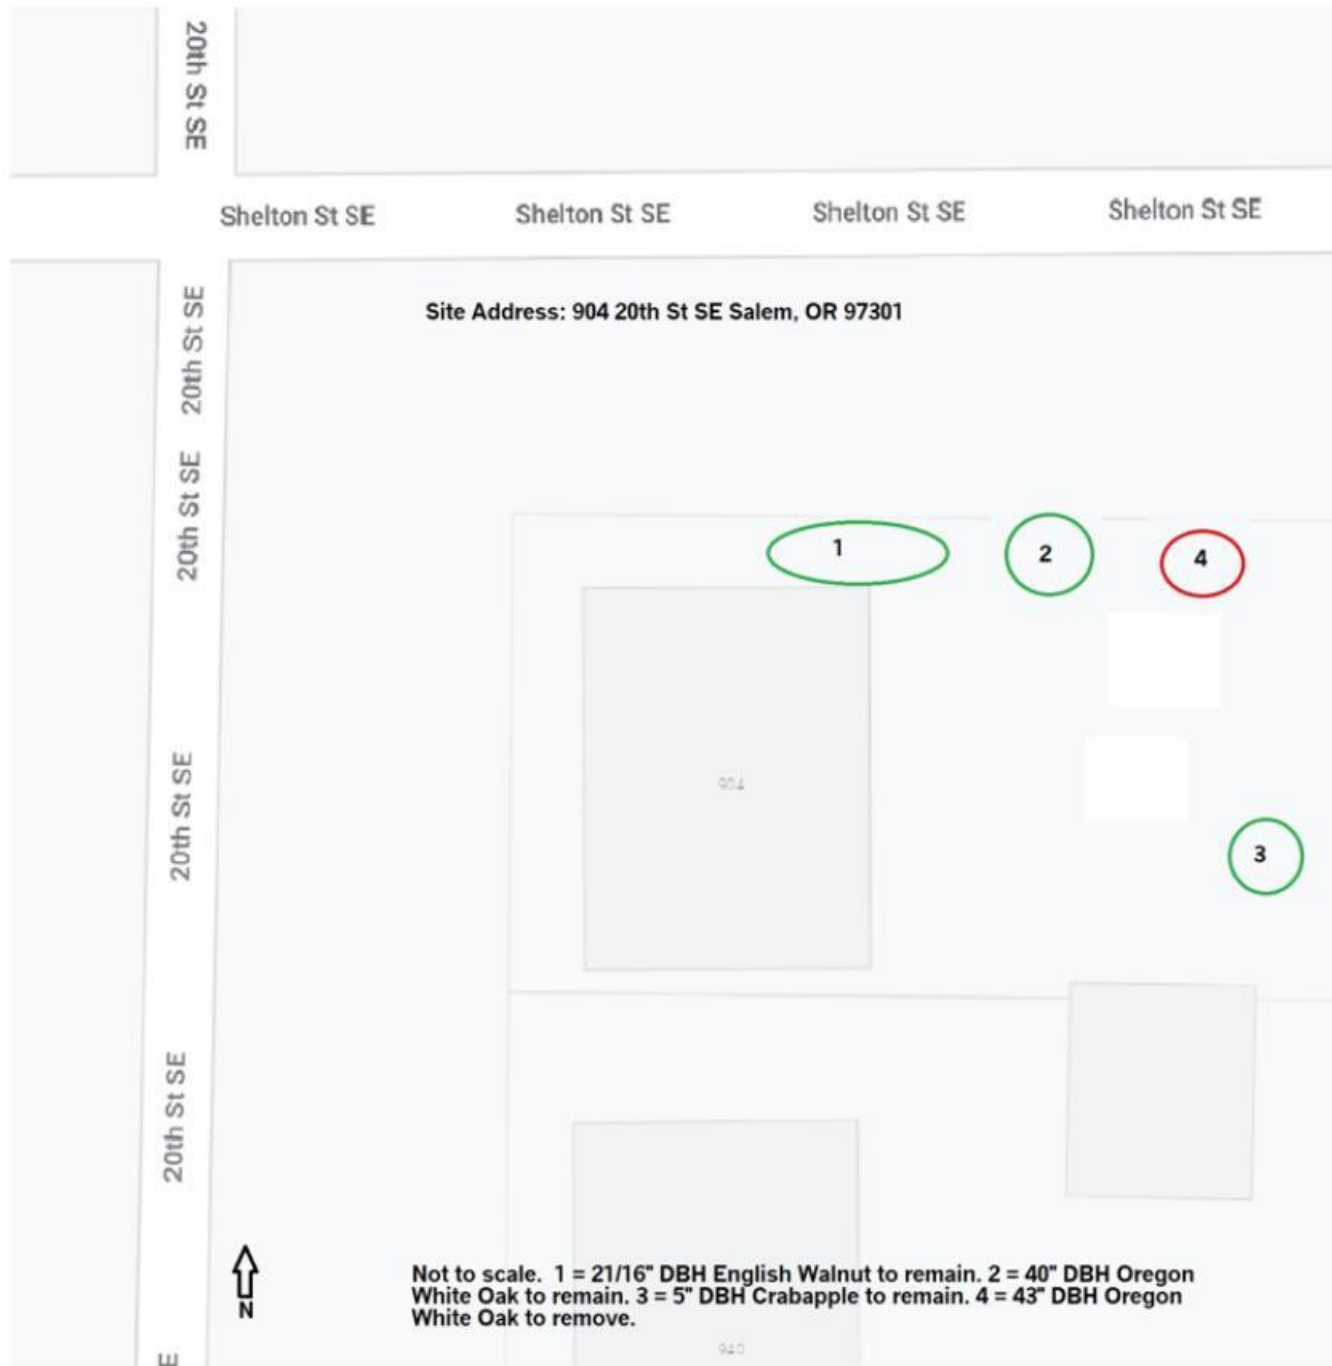 20th St SE
Shelton St SE Shelton St SE Shelton St SE Shelton St SE
20th St SE
Site Address: 904 20th St SE Salem, OR 97301
20th St SE
1
2
4
20th St SE
904
3
20th St SE
Not to scale. 1 = 21/16" DBH English Walnut to remain. 2 = 40" DBH Oregon
White Oak to remain. 3 = 5" DBH Crabapple to remain. 4 = 43" DBH Oregon
White Oak to remove.
N
940
E